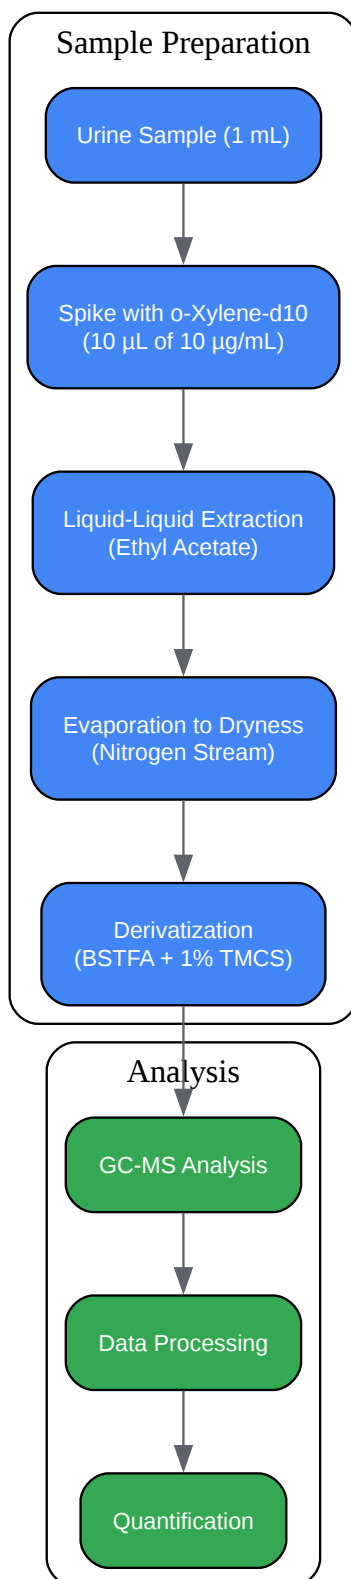 Sample Preparation
Urine Sample (1 mL)
Spike with o-Xylene-d10
(10 µL of 10 µg/mL)
Liquid-Liquid Extraction
(Ethyl Acetate)
Evaporation to Dryness
(Nitrogen Stream)
Derivatization
(BSTFA + 1% TMCS)
Analysis
GC-MS Analysis
Data Processing
Quantification